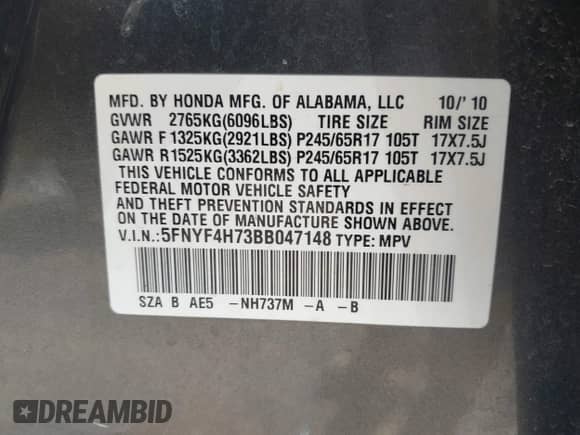 MFD. BY HONDA MFG. OF ALABAMA, LLC 10/'10
GVWR 2765KG(6096LBS) TIRE SIZE RIM SIZE
GAWR F 1325KG(2921LBS) P245/65R17 105T 17X7.5J
GAWR R1525KG(3362LBS) P245/65R17 105T 17X7.5J
THIS VEHICLE CONFORMS TO ALL APPLICABLE
FEDERAL MOTOR VEHICLE SAFETY
AND THEFT PREVENTION STANDARDS IN EFFECT
ON THE DATE OF MANUFACTURE SHOWN ABOVE.
V.I.N.:5FNYF4H73BB047148 TYPE: MPV
SZA B AE5 -NH737M -A -B
DREAMBID